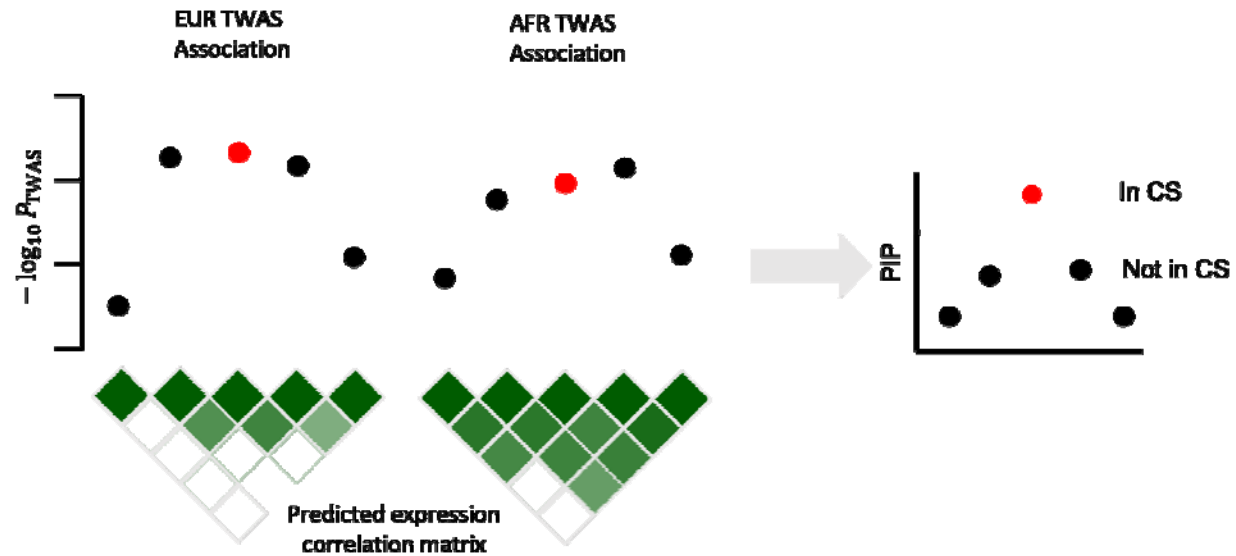 EUR TWAS
Association
AFR TWAS
Association
− log₁₀ P_TWAS
PIP
In CS
Not in CS
Predicted expression
correlation matrix